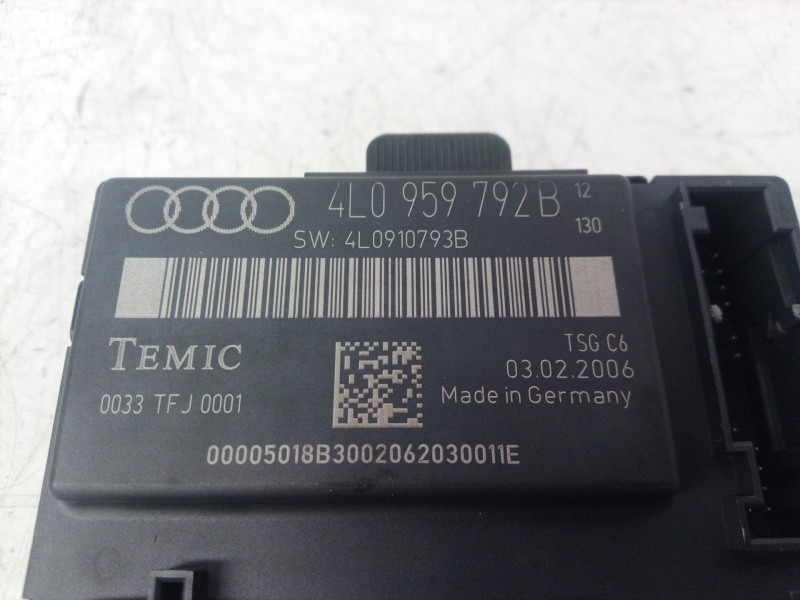 4L0 959 792 B 12
130
SW: 4L0910793B
TEMIC
TSG C6
03.02.2006
0033 TFJ 0001
Made in Germany
00005018B3002062030011E